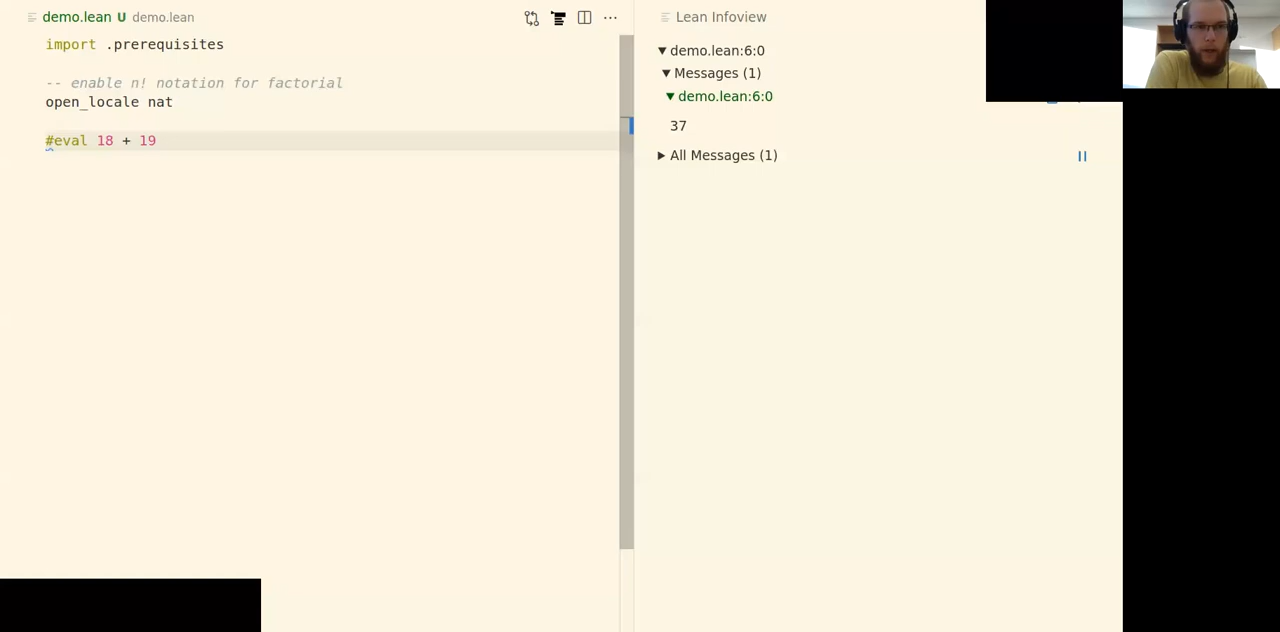 demo.lean U demo.lean
import .prerequisites
-- enable n! notation for factorial
open_locale nat
#eval 18 + 19
Lean Infoview
demo.lean:6:0
Messages (1)
demo.lean:6:0
37
All Messages (1)